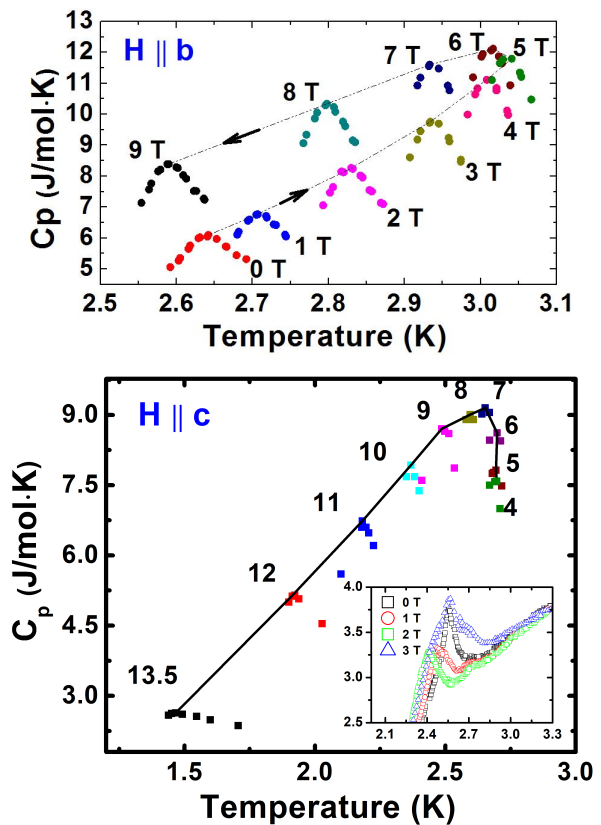 H || b
13
12
11
10
9
8
7
6
5
Cp (J/mol·K)
6 T
5 T
7 T
8 T
4 T
9 T
3 T
2 T
1 T
0 T
2.5 2.6 2.7 2.8 2.9 3.0 3.1
Temperature (K)
H || c
9.0
7.5
6.0
4.5
3.0
Cp (J/mol·K)
7
8
9
6
10
5
11
4
12
13.5
4.0
3.5
3.0
2.5
0 T
1 T
2 T
3 T
2.1 2.4 2.7 3.0 3.3
1.5 2.0 2.5 3.0
Temperature (K)